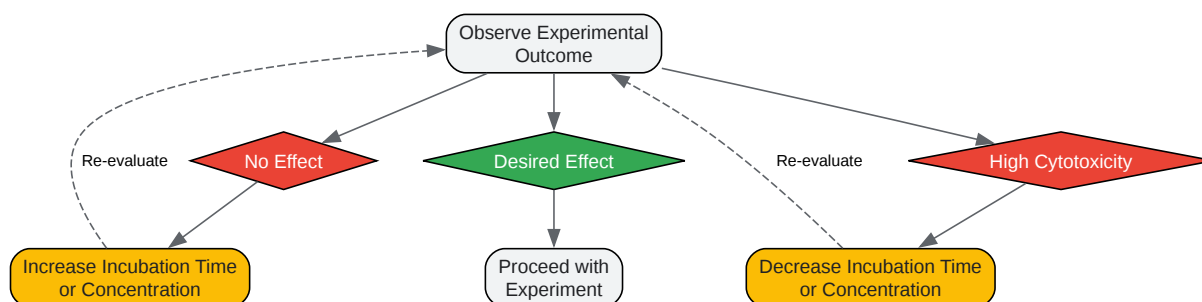 Observe Experimental
Outcome
Re-evaluate
No Effect
Desired Effect
Re-evaluate
High Cytotoxicity
Increase Incubation Time
or Concentration
Proceed with
Experiment
Decrease Incubation Time
or Concentration